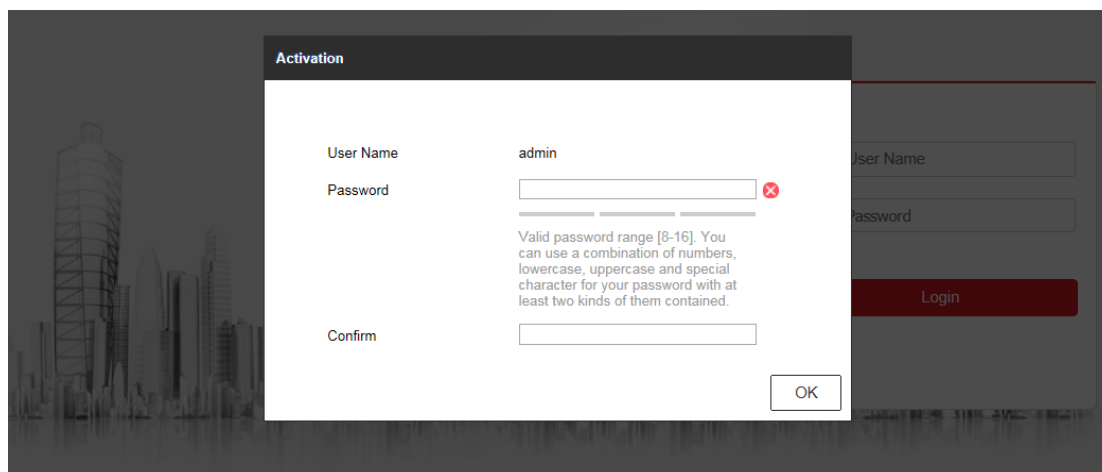 Activation
User Name admin
Password
Valid password range [8-16]. You
can use a combination of numbers,
lowercase, uppercase and special
character for your password with at
least two kinds of them contained.
Confirm
OK
User Name
Password
Login